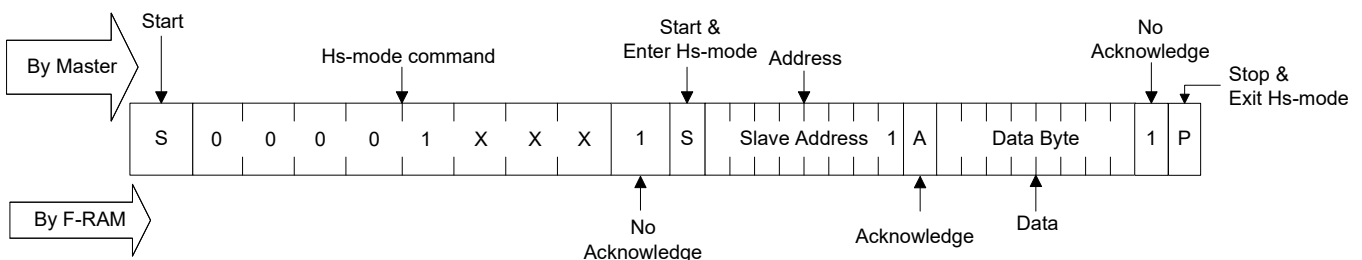 Start
By Master
Hs-mode command
Start &
Enter Hs-mode
Address
No
Acknowledge
Stop &
Exit Hs-mode
S 0 0 0 0 1 X X X 1 S Slave Address 1 A Data Byte 1 P
By F-RAM
No
Acknowledge
Acknowledge
Data